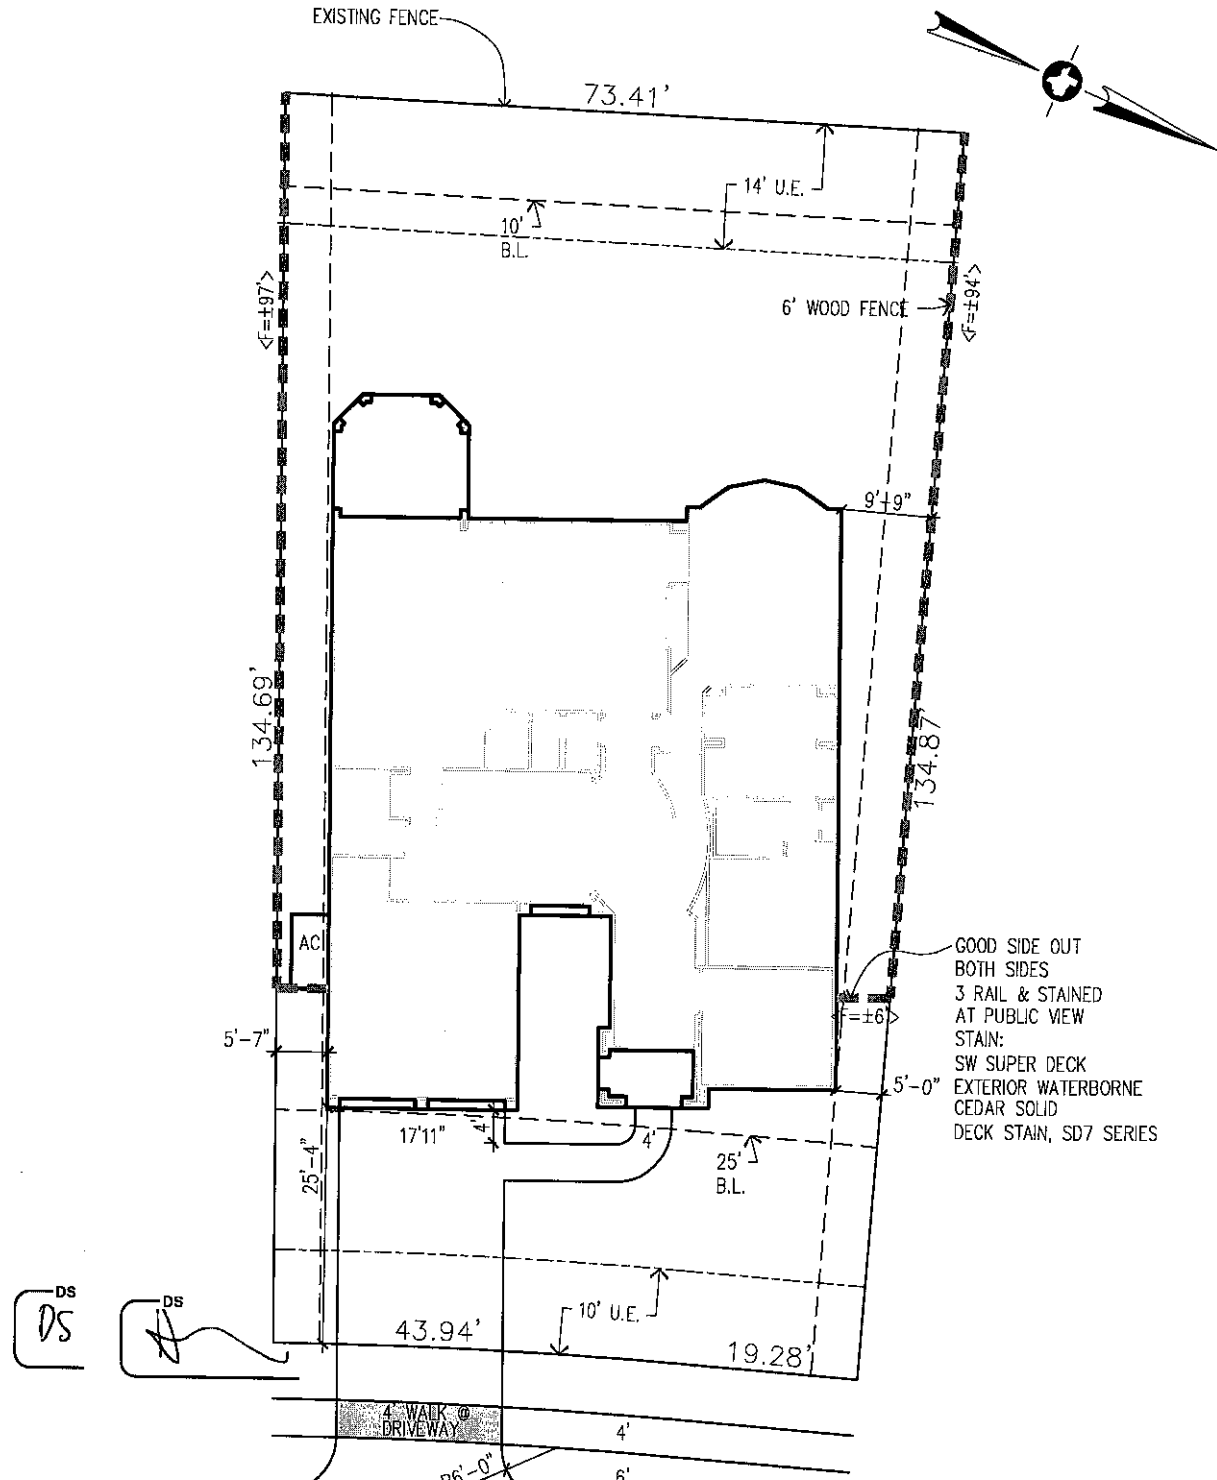 EXISTING FENCE
73.41'
14' U.E.
10'
B.L.
<F=±97'>
6' WOOD FENCE
<F=±94'>
9'-9"
134.69'
134.87'
AC
GOOD SIDE OUT
BOTH SIDES
3 RAIL & STAINED
AT PUBLIC VIEW
STAIN:
SW SUPER DECK
EXTERIOR WATERBORNE
CEDAR SOLID
DECK STAIN, SD7 SERIES
<F=±6'>
5'-7"
5'-0"
17'11"
4'
4'
25'
B.L.
25'-4"
10' U.E.
DS
DS
DS
43.94'
19.28'
4' WALK @
DRIVEWAY
4'
R6'-0"
6'